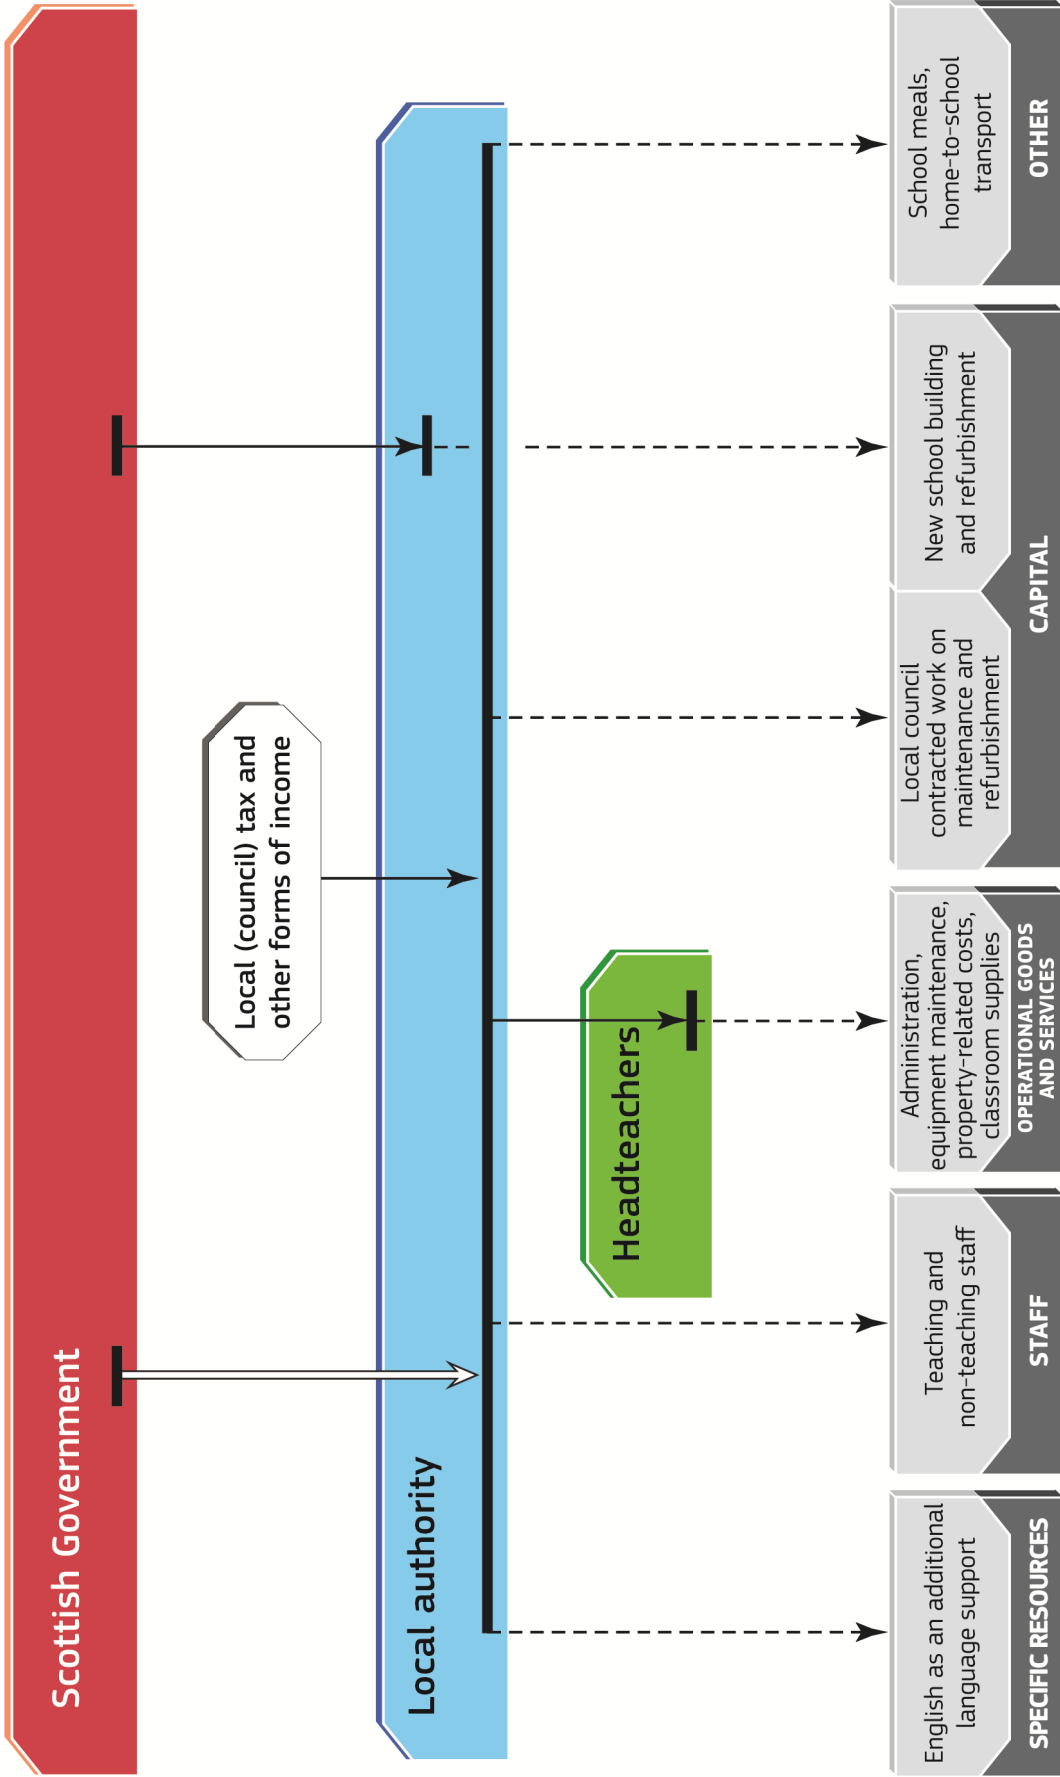 Scottish Government
Local (council) tax and
other forms of income
Local authority
Headteachers
English as an additional
language support
SPECIFIC RESOURCES
Teaching and
non-teaching staff
STAFF
Administration,
equipment maintenance,
property-related costs,
classroom supplies
OPERATIONAL GOODS
AND SERVICES
Local council
contracted work on
maintenance and
refurbishment
New school building
and refurbishment
CAPITAL
School meals,
home-to-school
transport
OTHER